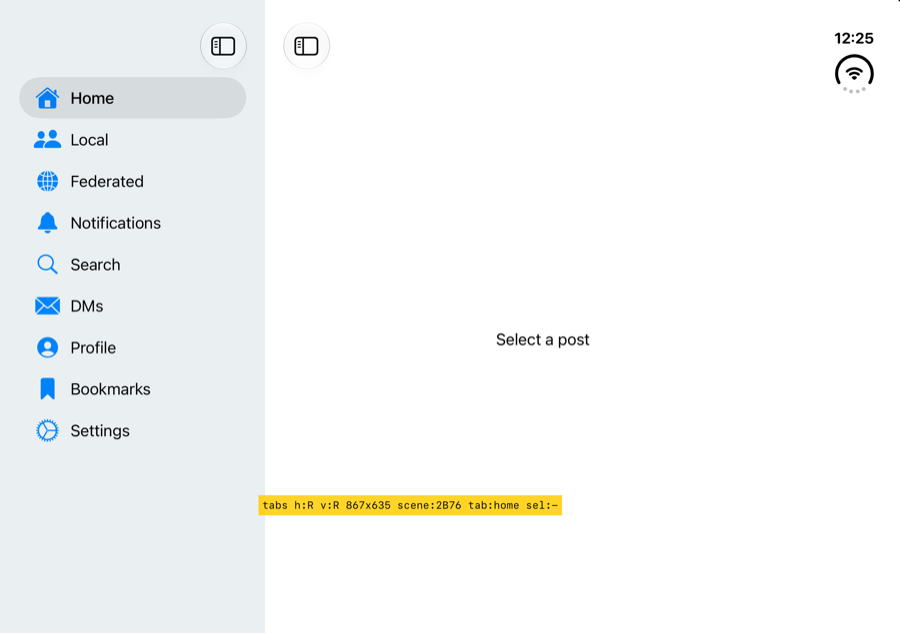 12:25
Home
Local
Federated
Notifications
Search
DMs
Profile
Bookmarks
Settings
Select a post
tabs h:R v:R 867x635 scene:2B76 tab:home sel:–